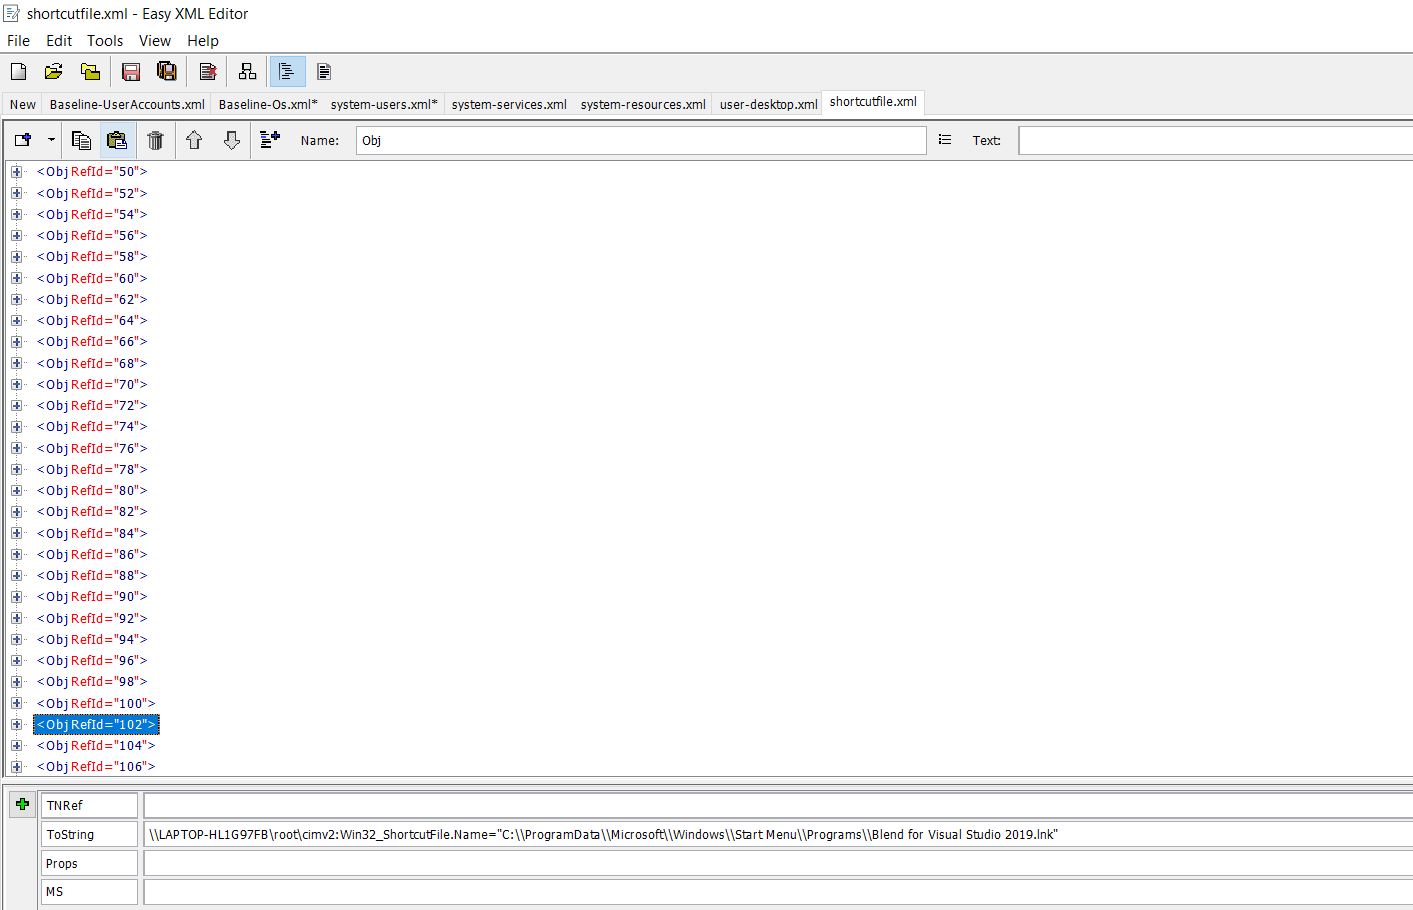 shortcutfile.xml - Easy XML Editor
File Edit Tools View Help
New Baseline-UserAccounts.xml Baseline-Os.xml* system-users.xml* system-services.xml system-resources.xml user-desktop.xml shortcutfile.xml
Name: Obj Text:
<Obj RefId="50">
<Obj RefId="52">
<Obj RefId="54">
<Obj RefId="56">
<Obj RefId="58">
<Obj RefId="60">
<Obj RefId="62">
<Obj RefId="64">
<Obj RefId="66">
<Obj RefId="68">
<Obj RefId="70">
<Obj RefId="72">
<Obj RefId="74">
<Obj RefId="76">
<Obj RefId="78">
<Obj RefId="80">
<Obj RefId="82">
<Obj RefId="84">
<Obj RefId="86">
<Obj RefId="88">
<Obj RefId="90">
<Obj RefId="92">
<Obj RefId="94">
<Obj RefId="96">
<Obj RefId="98">
<Obj RefId="100">
<Obj RefId="102">
<Obj RefId="104">
<Obj RefId="106">
TNRef
ToString \\LAPTOP-HL1G97FB\root\cimv2:Win32_ShortcutFile.Name="C:\\ProgramData\\Microsoft\\Windows\\Start Menu\\Programs\\Blend for Visual Studio 2019.lnk"
Props
MS